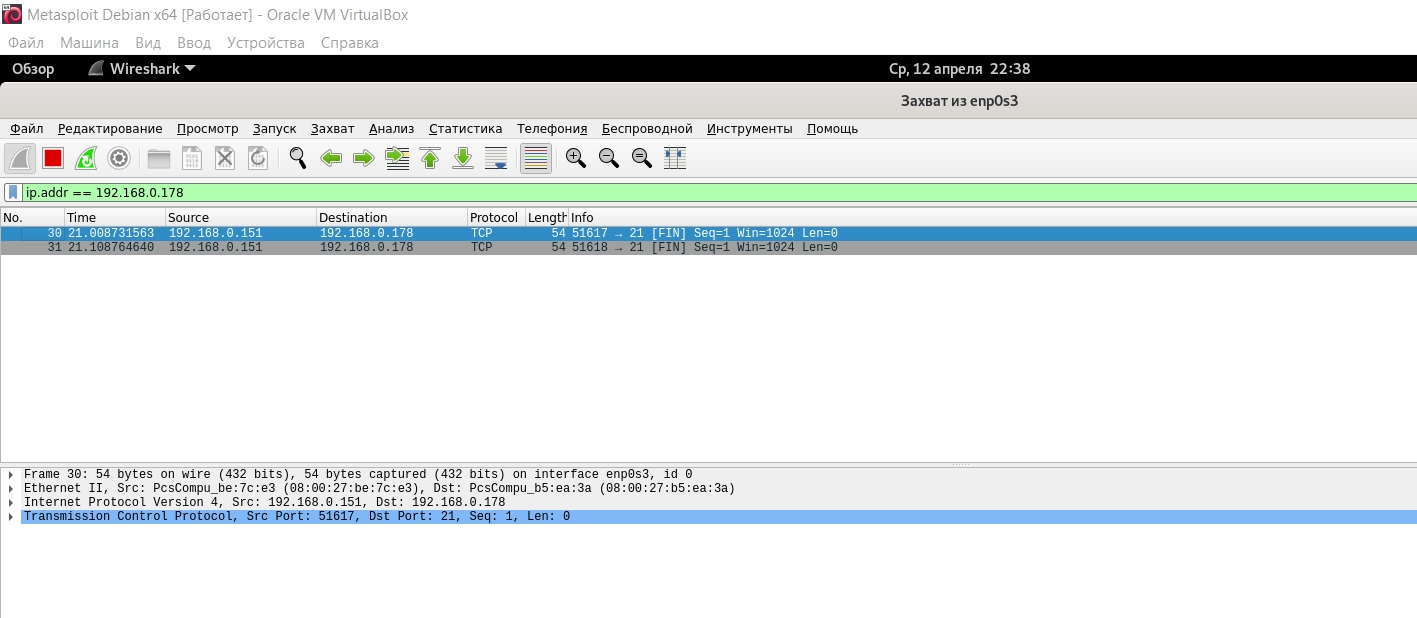 Metasploit Debian x64 [Работает] - Oracle VM VirtualBox
Файл Машина Вид Ввод Устройства Справка
Обзор Wireshark Ср, 12 апреля 22:38
Захват из enp0s3
Файл Редактирование Просмотр Запуск Захват Анализ Статистика Телефония Беспроводной Инструменты Помощь
ip.addr == 192.168.0.178
No. Time Source Destination Protocol Length Info
30 21.008731563 192.168.0.151 192.168.0.178 TCP 54 51617 → 21 [FIN] Seq=1 Win=1024 Len=0
31 21.108764640 192.168.0.151 192.168.0.178 TCP 54 51618 → 21 [FIN] Seq=1 Win=1024 Len=0
Frame 30: 54 bytes on wire (432 bits), 54 bytes captured (432 bits) on interface enp0s3, id 0
Ethernet II, Src: PcsCompu_be:7c:e3 (08:00:27:be:7c:e3), Dst: PcsCompu_b5:ea:3a (08:00:27:b5:ea:3a)
Internet Protocol Version 4, Src: 192.168.0.151, Dst: 192.168.0.178
Transmission Control Protocol, Src Port: 51617, Dst Port: 21, Seq: 1, Len: 0